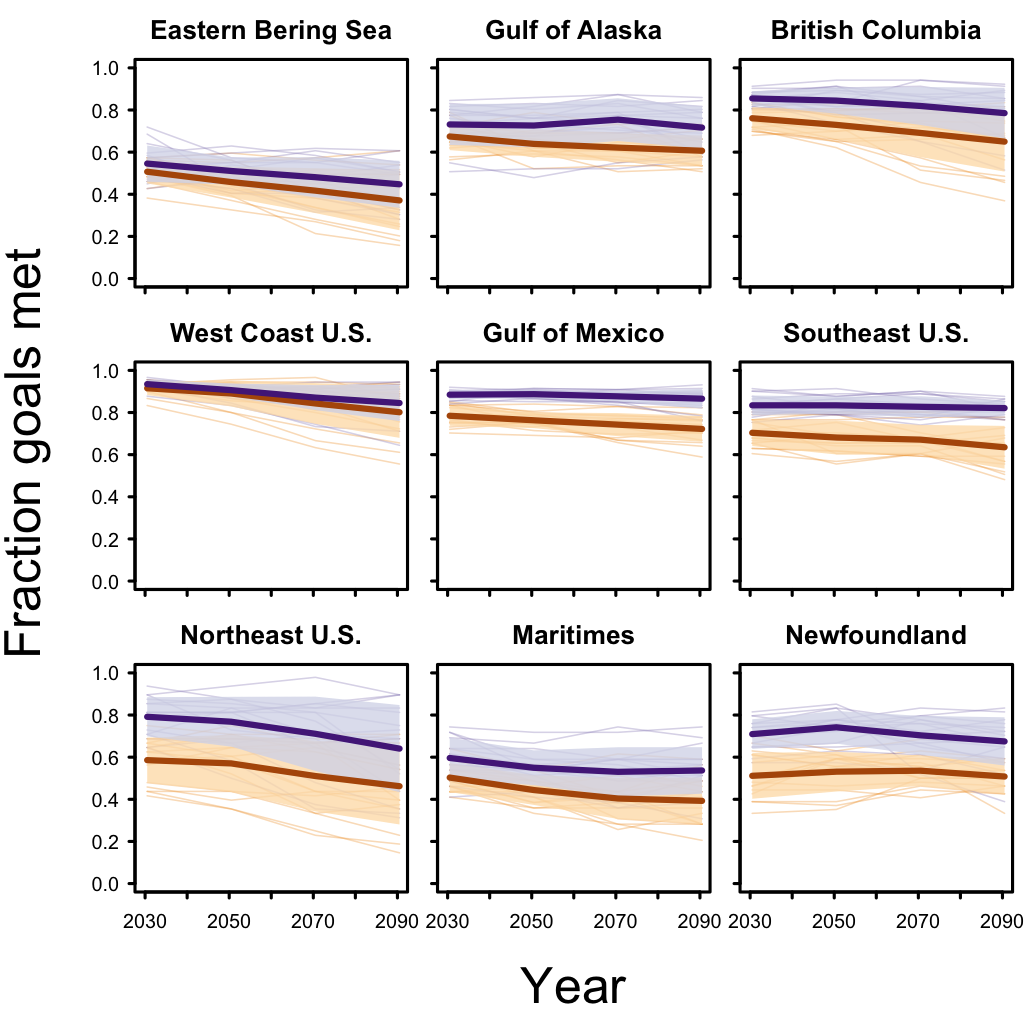 Eastern Bering Sea
Gulf of Alaska
British Columbia
1.0
0.8
0.6
0.4
0.2
0.0
West Coast U.S.
Gulf of Mexico
Southeast U.S.
1.0
0.8
0.6
0.4
0.2
0.0
Fraction goals met
Northeast U.S.
Maritimes
Newfoundland
1.0
0.8
0.6
0.4
0.2
0.0
2030 2050 2070 2090 2030 2050 2070 2090 2030 2050 2070 2090
Year